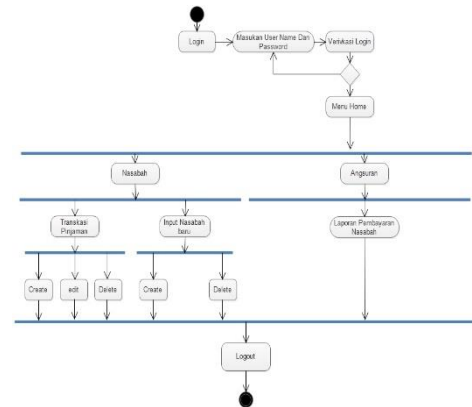 Login
Masukan User Name Dan
Password
Verivkasi Login
Menu Home
Nasabah
Angsuran
Transkasi
Pinjaman
Input Nasabah
baru
Laporan Pembayaran
Nasabah
Create
edit
Delete
Create
Delete
Logout